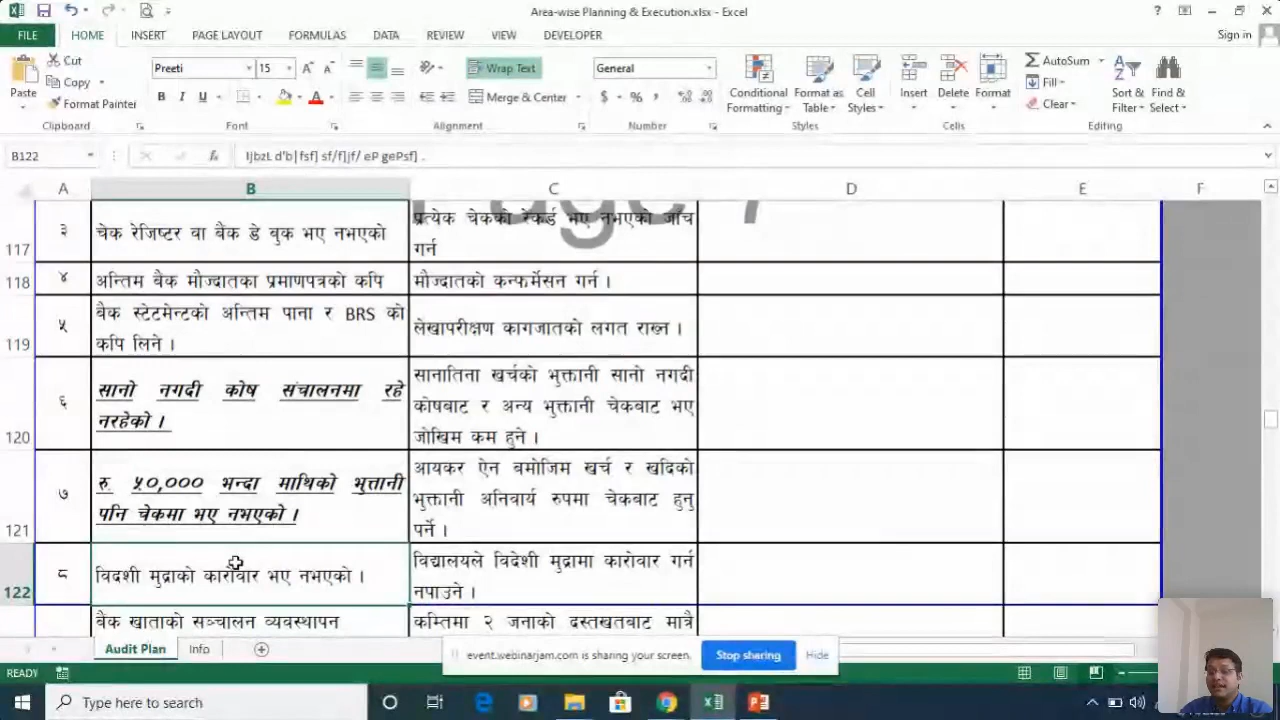 Area-wise Planning & Execution.xlsx - Excel
Sign in
FILE HOME INSERT PAGE LAYOUT FORMULAS DATA REVIEW VIEW DEVELOPER
Paste
Cut
Copy
Format Painter
Preeti 15
B I U
Wrap Text
Merge & Center
General
$ % ,
Conditional Formatting
Format as Table
Cell Styles
Insert Delete Format
AutoSum
Fill
Clear
Sort & Filter
Find & Select
Clipboard Font Alignment Number Styles Cells Editing
B122 ljbzL d'b|fsf] sf/f]jf/ eP gePsf] .
A B C D E F
117 ३ चेक रेजिष्टर वा बैंक डे बुक भए नभएको
प्रत्येक चेकको रेकर्ड भए नभएको जाँच
गर्न
118 ४ अन्तिम बैंक मौज्दातका प्रमाणपत्रको कपि
मौज्दातको कन्फर्मेसन गर्न ।
119 ५ बैंक स्टेटमेन्टको अन्तिम पाना र BRS को
कपि लिने ।
लेखापरीक्षण कागजातको लगत राख्न ।
120 ६ सानो नगदी कोष संचालनमा रहे
नरहेको ।
सानातिना खर्चको भुक्तानी सानो नगदी
कोषबाट र अन्य भुक्तानी चेकबाट भए
जोखिम कम हुने ।
121 ७ रु ५०,००० भन्दा माथिको भुत्तानी
पनि चेकमा भए नभएको ।
आयकर ऐन बमोजिम खर्च र खदिको
भुक्तानी अनिवार्य रुपमा चेकबाट हुनु
पर्ने ।
122 ८ विदशी मुद्राको कारोवार भए नभएको ।
विद्यालयले विदेशी मुद्रामा कारोवार गर्न
नपाउने ।
बैंक खाताको सञ्चालन व्यवस्थापन
कम्तिमा २ जनाको दस्तखतबाट मात्रै
Audit Plan Info
event.webinarjam.com is sharing your screen. Stop sharing Hide
READY
Type here to search